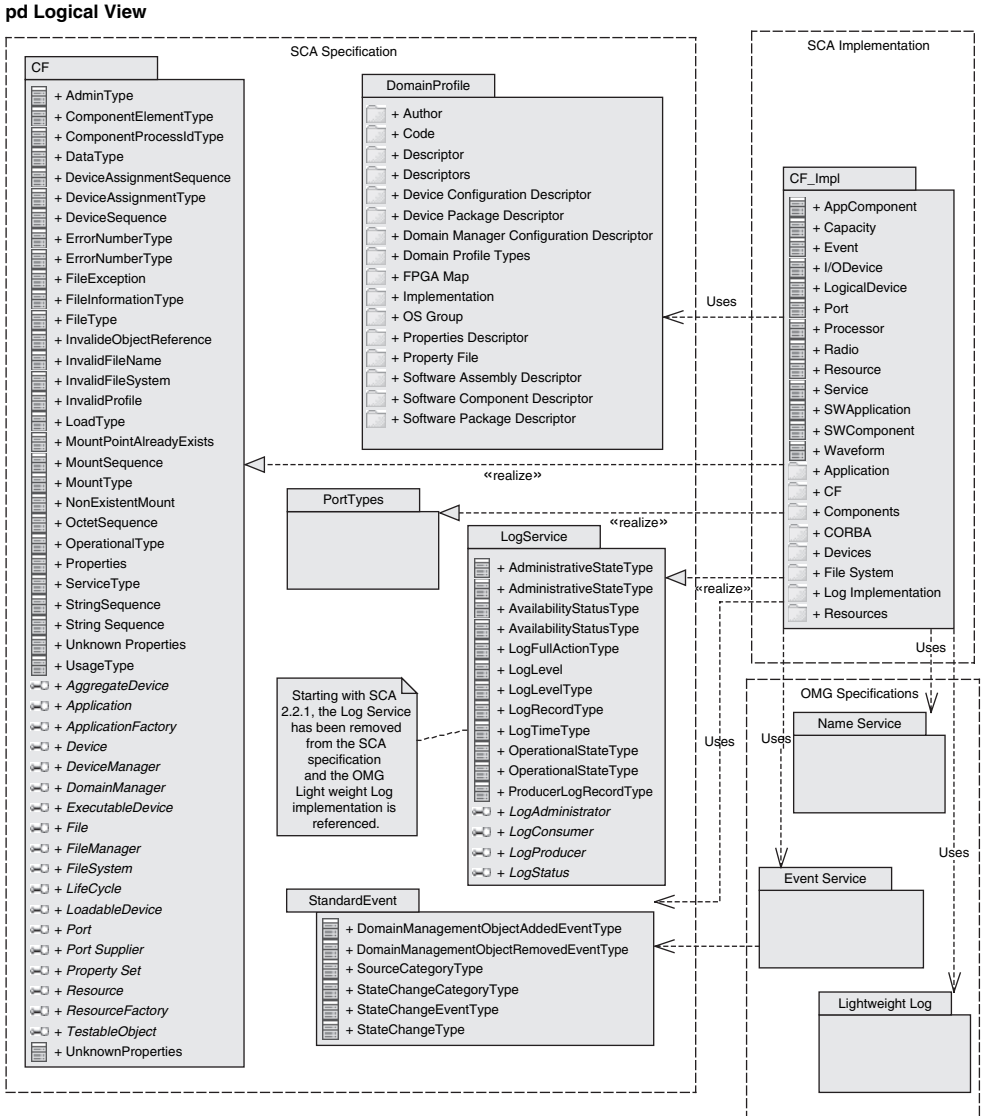 pd Logical View
SCA Specification
CF
+ AdminType
+ ComponentElementType
+ ComponentProcessIdType
+ DataType
+ DeviceAssignmentSequence
+ DeviceAssignmentType
+ DeviceSequence
+ ErrorNumberType
+ ErrorNumberType
+ FileException
+ FileInformationType
+ FileType
+ InvalideObjectReference
+ InvalidFileName
+ InvalidFileSystem
+ InvalidProfile
+ LoadType
+ MountPointAlreadyExists
+ MountSequence
+ MountType
+ NonExistentMount
+ OctetSequence
+ OperationalType
+ Properties
+ ServiceType
+ StringSequence
+ String Sequence
+ Unknown Properties
+ UsageType
+ AggregateDevice
+ Application
+ ApplicationFactory
+ Device
+ DeviceManager
+ DomainManager
+ ExecutableDevice
+ File
+ FileManager
+ FileSystem
+ LifeCycle
+ LoadableDevice
+ Port
+ Port Supplier
+ Property Set
+ Resource
+ ResourceFactory
+ TestableObject
+ UnknownProperties
DomainProfile
+ Author
+ Code
+ Descriptor
+ Descriptors
+ Device Configuration Descriptor
+ Device Package Descriptor
+ Domain Manager Configuration Descriptor
+ Domain Profile Types
+ FPGA Map
+ Implementation
+ OS Group
+ Properties Descriptor
+ Property File
+ Software Assembly Descriptor
+ Software Component Descriptor
+ Software Package Descriptor
Uses
«realize»
PortTypes
«realize»
LogService
+ AdministrativeStateType
+ AdministrativeStateType
+ AvailabilityStatusType
+ AvailabilityStatusType
+ LogFullActionType
+ LogLevel
+ LogLevelType
+ LogRecordType
+ LogTimeType
+ OperationalStateType
+ OperationalStateType
+ ProducerLogRecordType
+ LogAdministrator
+ LogConsumer
+ LogProducer
+ LogStatus
«realize»
Starting with SCA
2.2.1, the Log Service
has been removed
from the SCA
specification
and the OMG
Light weight Log
implementation is
referenced.
StandardEvent
+ DomainManagementObjectAddedEventType
+ DomainManagementObjectRemovedEventType
+ SourceCategoryType
+ StateChangeCategoryType
+ StateChangeEventType
+ StateChangeType
SCA Implementation
CF_Impl
+ AppComponent
+ Capacity
+ Event
+ I/ODevice
+ LogicalDevice
+ Port
+ Processor
+ Radio
+ Resource
+ Service
+ SWApplication
+ SWComponent
+ Waveform
+ Application
+ CF
+ Components
+ CORBA
+ Devices
+ File System
+ Log Implementation
+ Resources
Uses
OMG Specifications
Name Service
Uses
Uses
Uses
Event Service
Lightweight Log